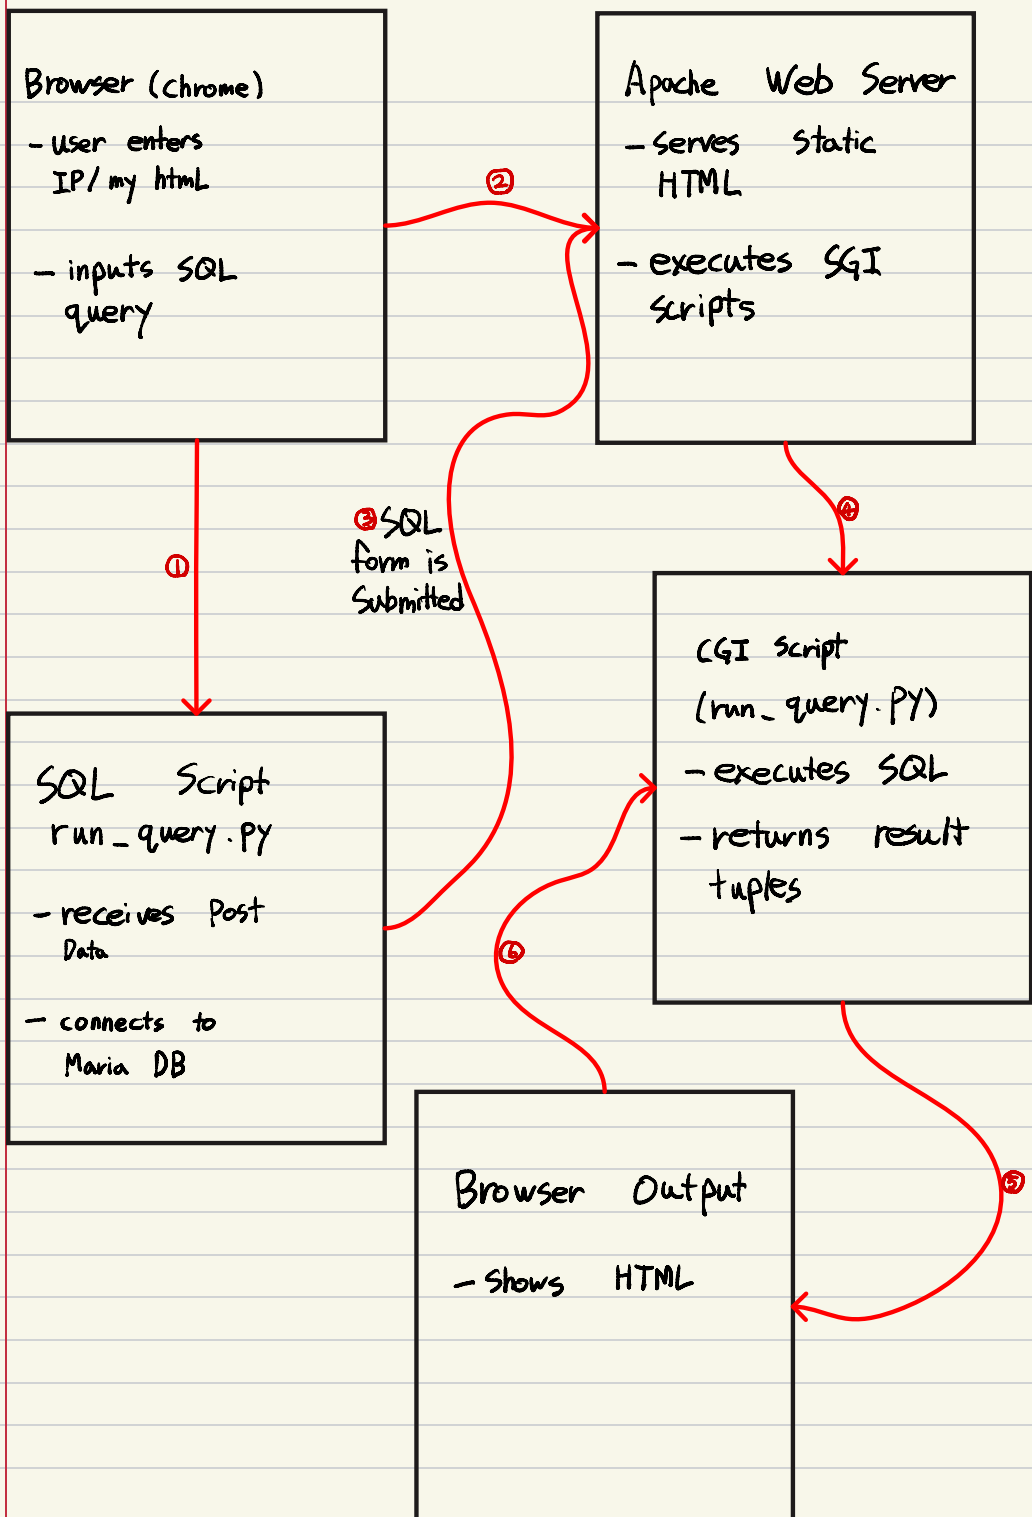 Browser (chrome)
- user enters
IP/my html
- inputs SQL
query
②
Apache Web Server
- serves static
HTML
- executes SGI
scripts
①
③ SQL
form is
Submitted
④
SQL Script
run_query.py
- receives Post
Data
- connects to
Maria DB
CGI script
(run_query.py)
- executes SQL
- returns result
tuples
⑥
⑤
Browser Output
- shows HTML